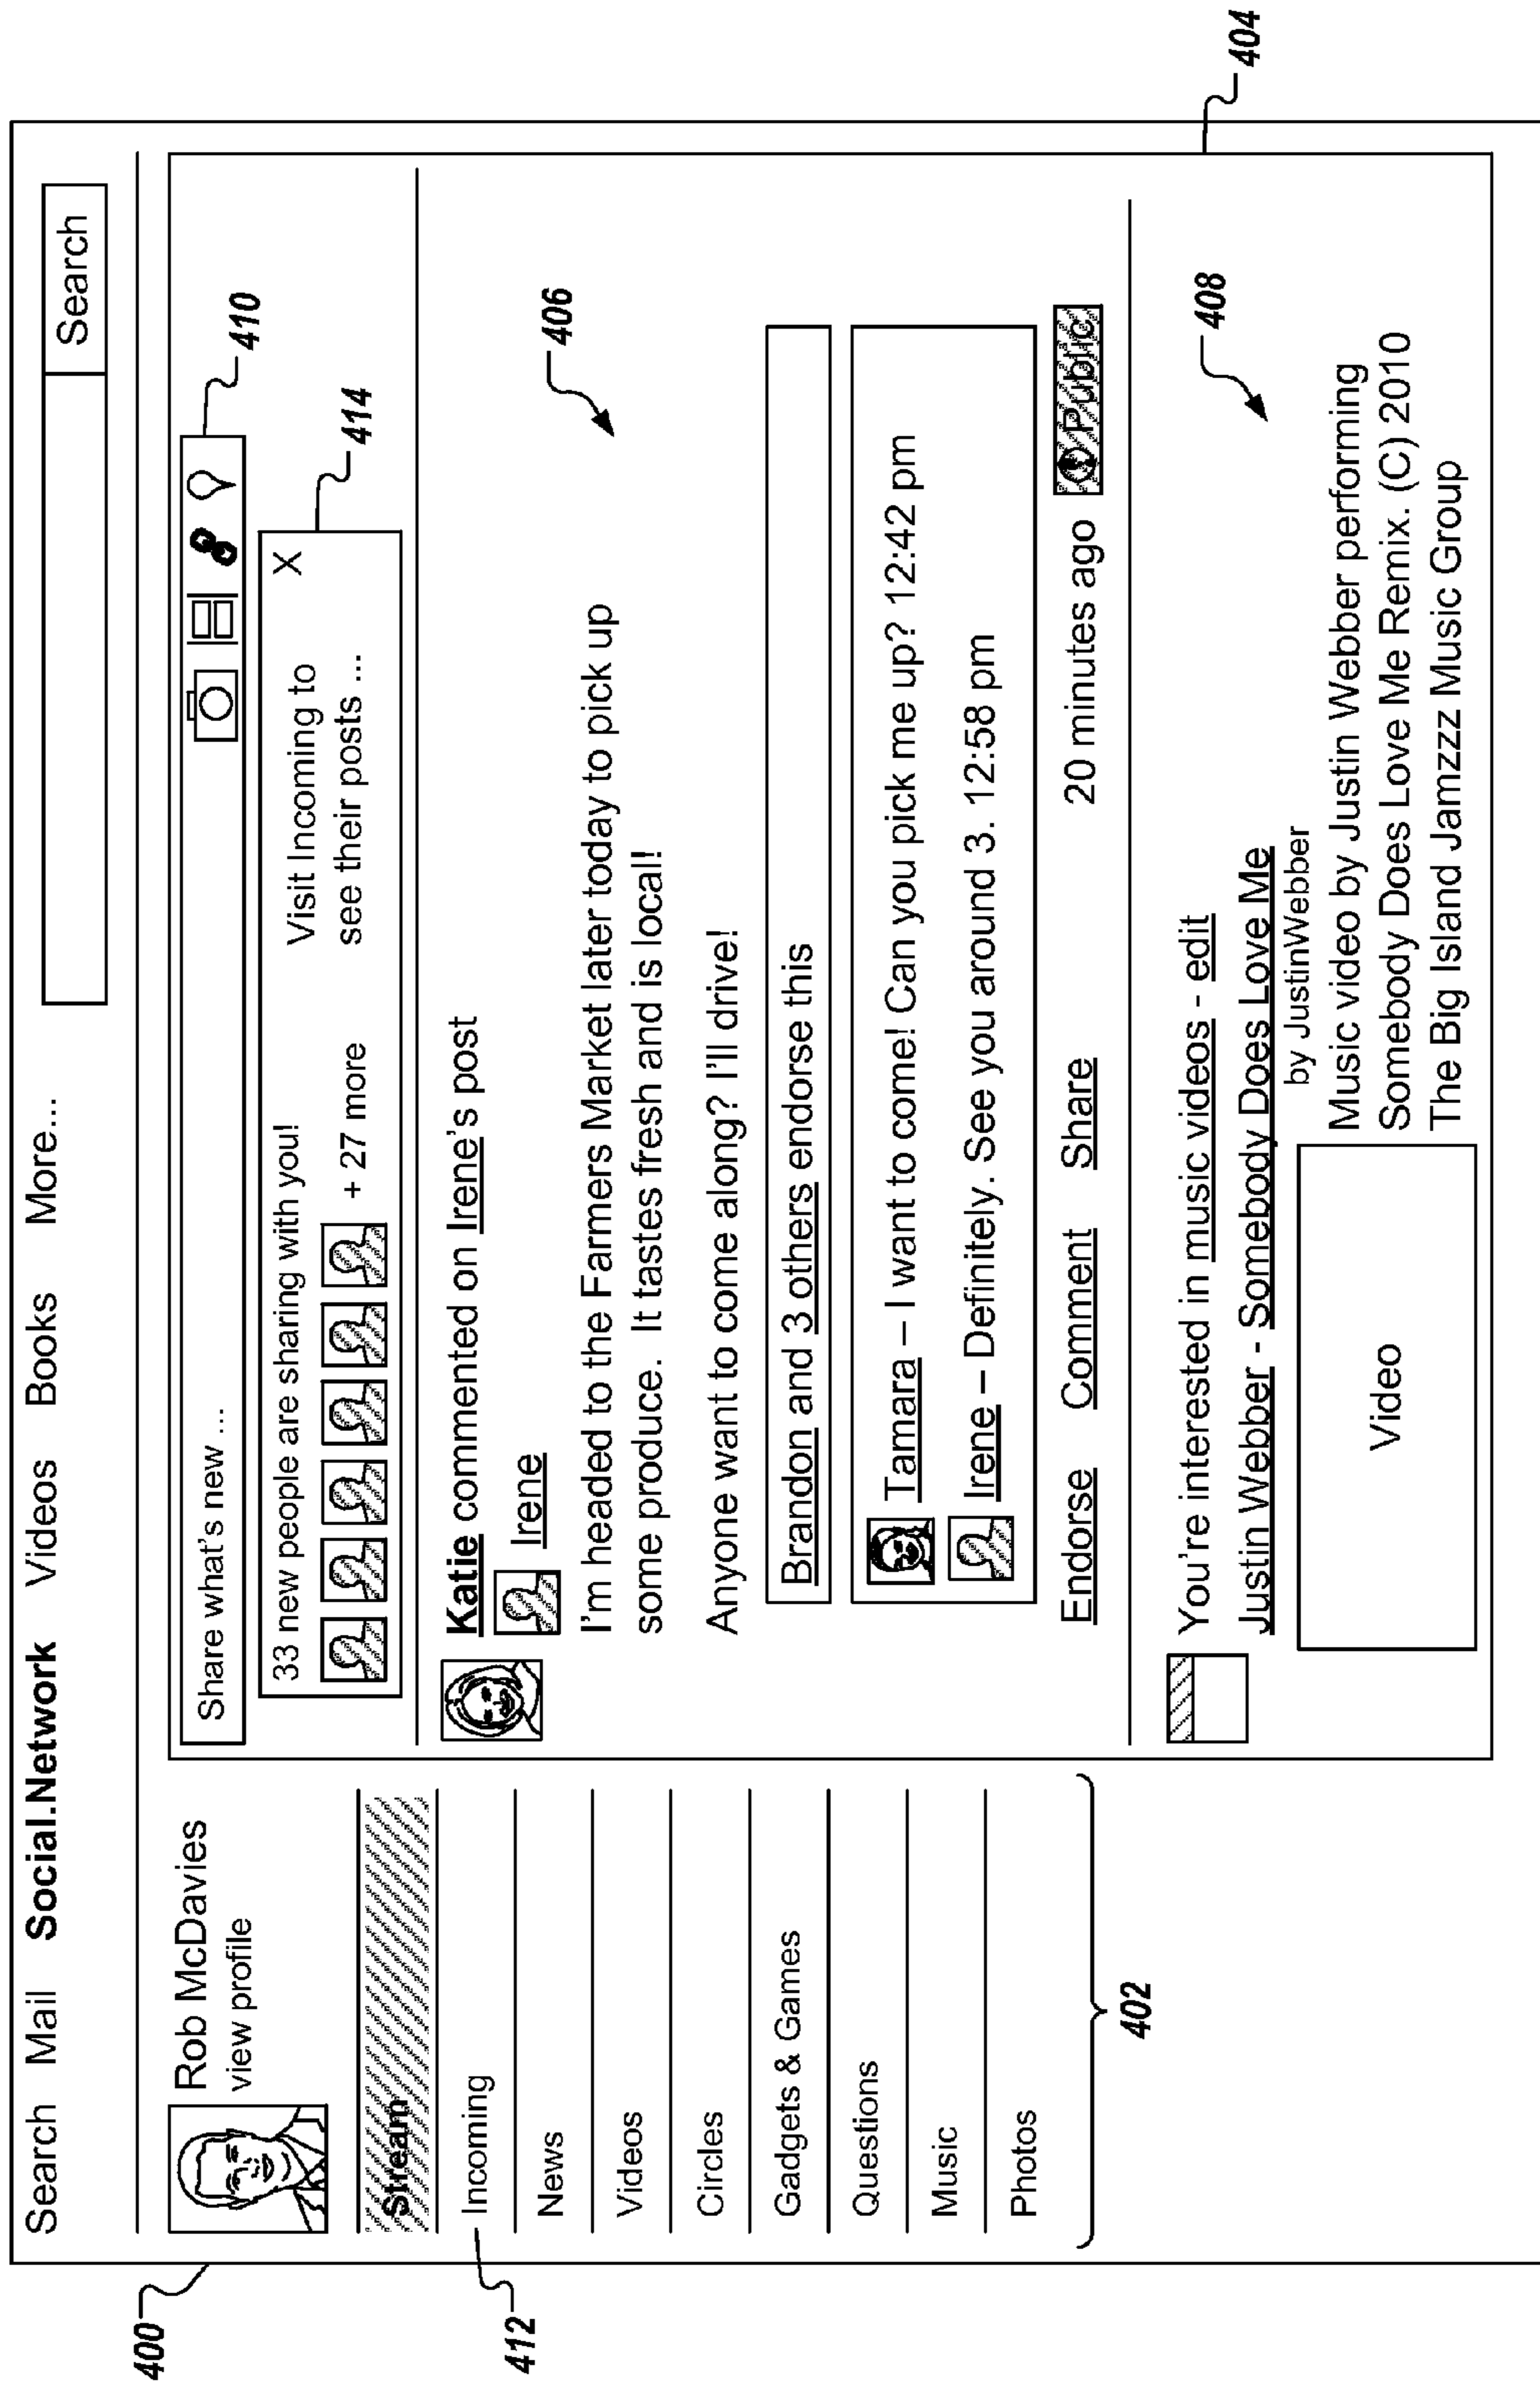 Search Mail Social.Network Videos Books More...
Search
Rob McDavies
view profile
Stream
Incoming
News
Videos
Circles
Gadgets & Games
Questions
Music
Photos
400
412
402
Share what's new ...
410
33 new people are sharing with you!
+ 27 more
Visit Incoming to
see their posts ...
X
414
Katie commented on Irene's post
Irene
406
I'm headed to the Farmers Market later today to pick up
some produce. It tastes fresh and is local!
Anyone want to come along? I'll drive!
Brandon and 3 others endorse this
Tamara – I want to come! Can you pick me up? 12:42 pm
Irene – Definitely. See you around 3. 12:58 pm
Endorse Comment Share 20 minutes ago Public
404
You're interested in music videos - edit
408
Justin Webber - Somebody Does Love Me
by JustinWebber
Video
Music video by Justin Webber performing
Somebody Does Love Me Remix. (C) 2010
The Big Island Jamzzz Music Group